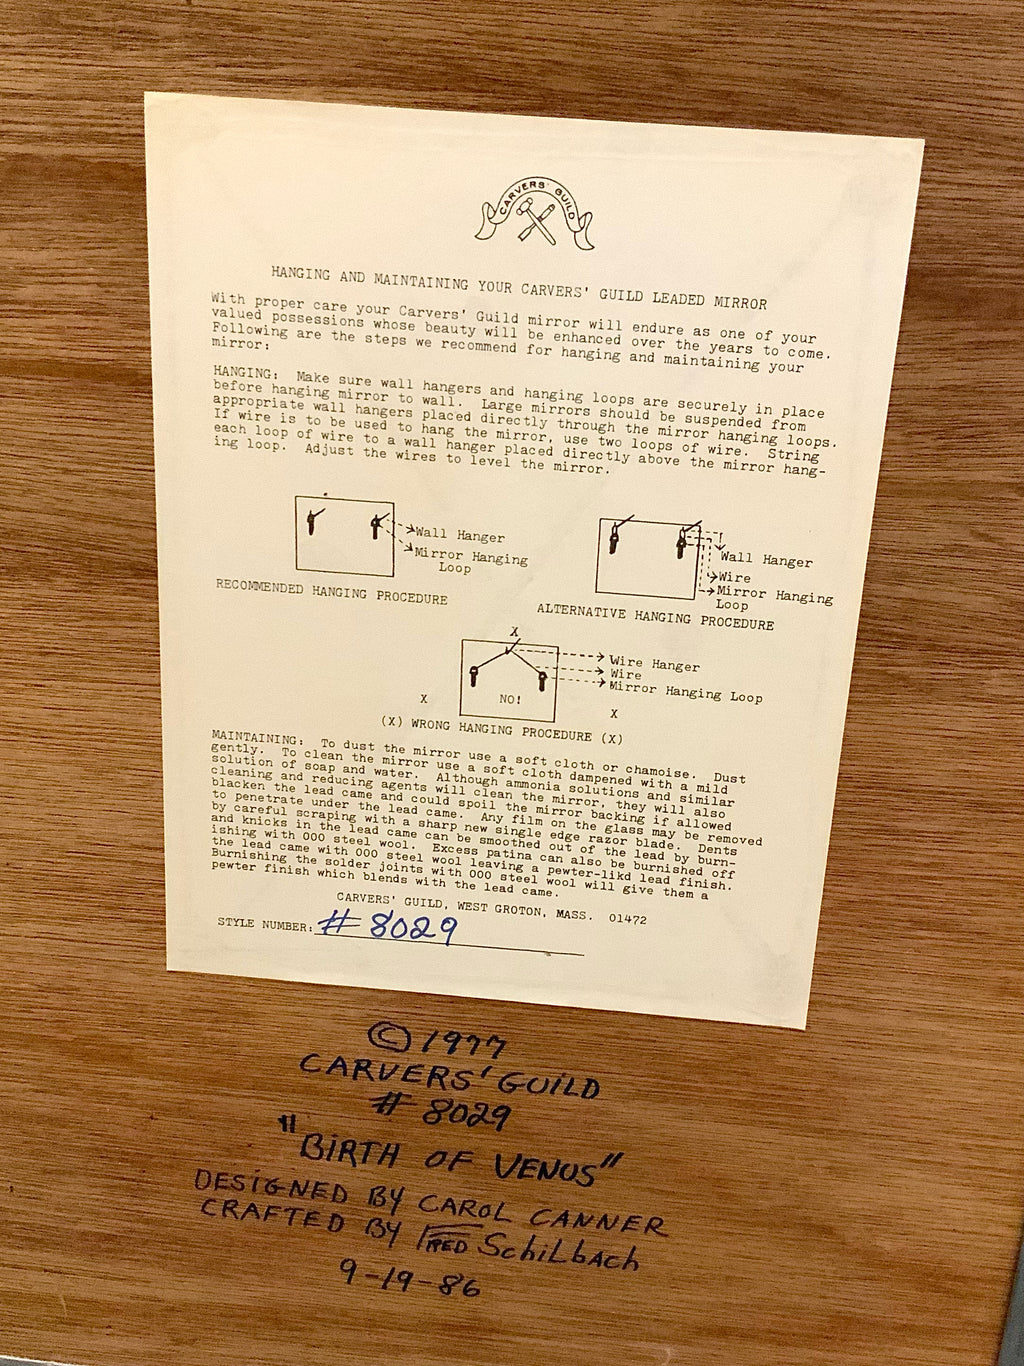 CARVERS' GUILD
HANGING AND MAINTAINING YOUR CARVERS' GUILD LEADED MIRROR
With proper care your Carvers' Guild mirror will endure as one of your
valued possessions whose beauty will be enhanced over the years to come.
Following are the steps we recommend for hanging and maintaining your
mirror:
HANGING: Make sure wall hangers and hanging loops are securely in place
before hanging mirror to wall. Large mirrors should be suspended from
appropriate wall hangers placed directly through the mirror hanging loops.
If wire is to be used to hang the mirror, use two loops of wire. String
each loop of wire to a wall hanger placed directly above the mirror hang-
ing loop. Adjust the wires to level the mirror.
Wall Hanger
Mirror Hanging
Loop
RECOMMENDED HANGING PROCEDURE
Wall Hanger
Wire
Mirror Hanging
Loop
ALTERNATIVE HANGING PROCEDURE
X
Wire Hanger
Wire
Mirror Hanging Loop
X NO! X
(X) WRONG HANGING PROCEDURE (X)
MAINTAINING: To dust the mirror use a soft cloth or chamoise. Dust
gently. To clean the mirror use a soft cloth dampened with a mild
solution of soap and water. Although ammonia solutions and similar
cleaning and reducing agents will clean the mirror, they will also
blacken the lead came and could spoil the mirror backing if allowed
to penetrate under the lead came. Any film on the glass may be removed
by careful scraping with a sharp new single edge razor blade. Dents
and knicks in the lead came can be smoothed out of the lead by burn-
ishing with 000 steel wool. Excess patina can also be burnished off
the lead came with 000 steel wool leaving a pewter-likd lead finish.
Burnishing the solder joints with 000 steel wool will give them a
pewter finish which blends with the lead came.
CARVERS' GUILD, WEST GROTON, MASS. 01472
STYLE NUMBER: # 8029
© 1977
CARVERS' GUILD
# 8029
"BIRTH OF VENUS"
DESIGNED BY CAROL CANNER
CRAFTED BY FRED SchiLbach
9-19-86